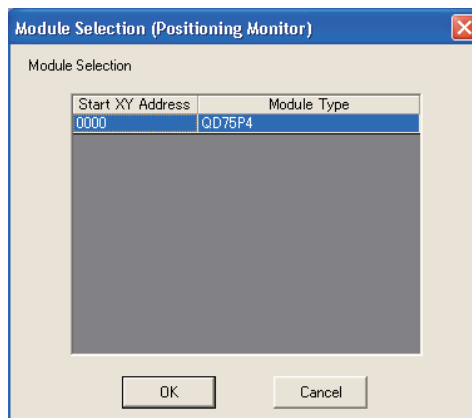 Module Selection (Positioning Monitor)
Module Selection
Start XY Address Module Type
0000 QD75P4
OK Cancel